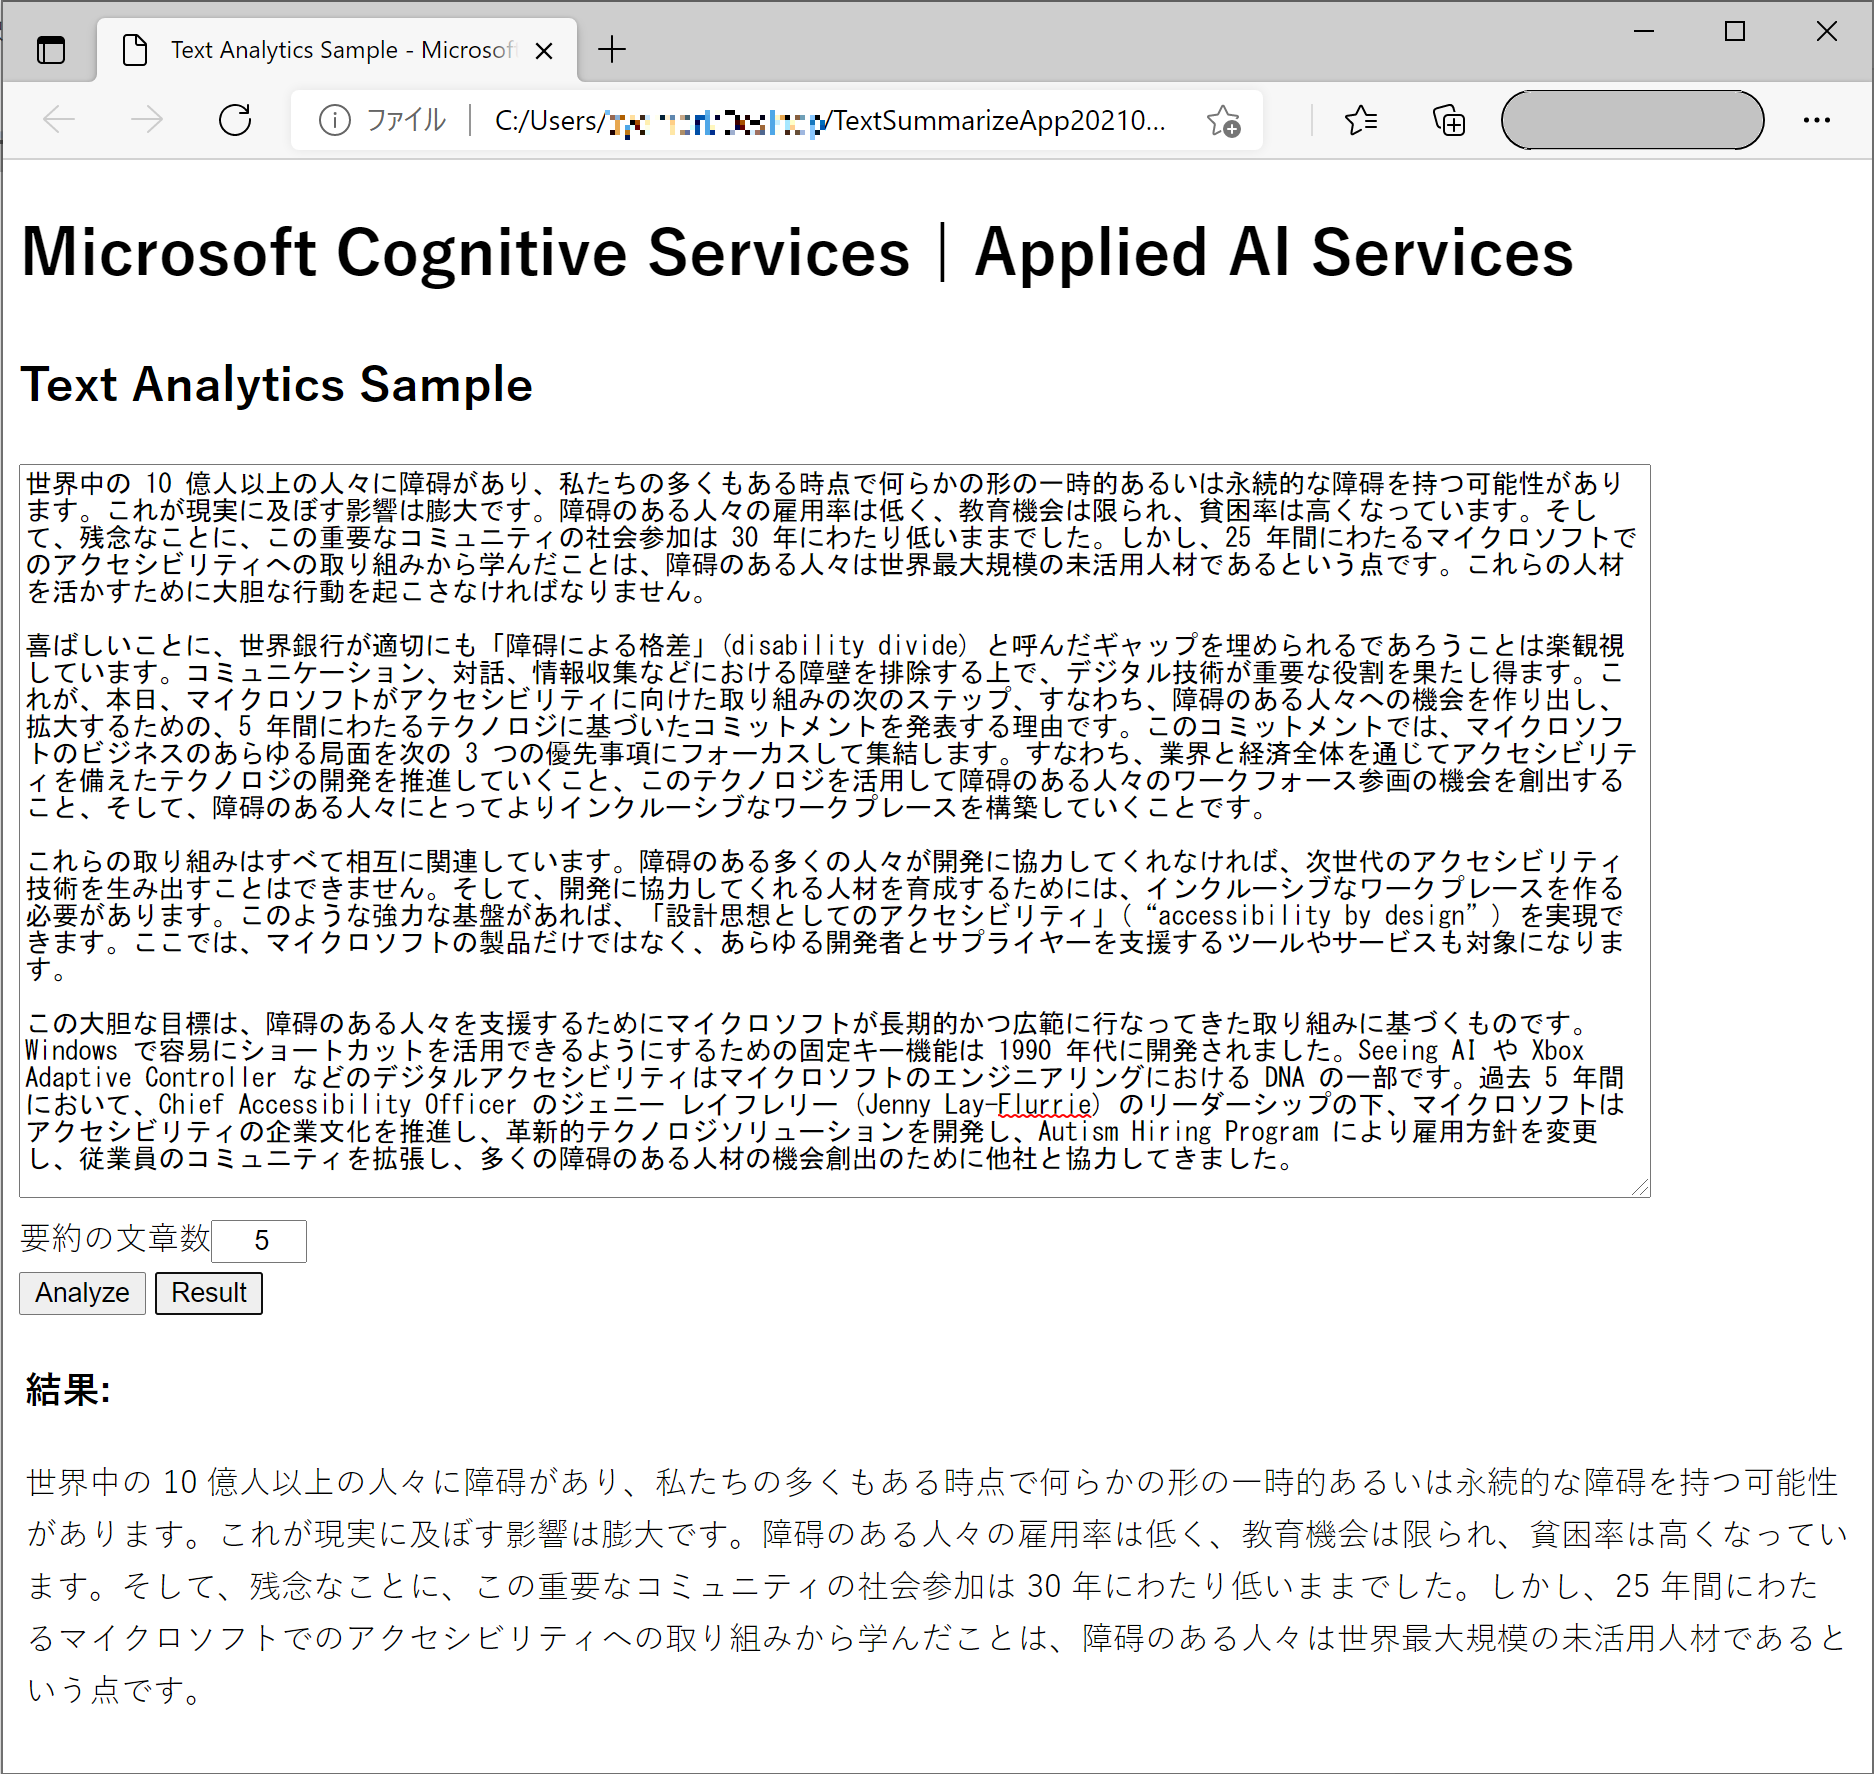 Text Analytics Sample - Microsoft
ファイル | C:/Users/ /TextSummarizeApp20210...
Microsoft Cognitive Services | Applied AI Services
Text Analytics Sample
世界中の 10 億人以上の人々に障碍があり、私たちの多くもある時点で何らかの形の一時的あるいは永続的な障碍を持つ可能性があり
ます。これが現実に及ぼす影響は膨大です。障碍のある人々の雇用率は低く、教育機会は限られ、貧困率は高くなっています。そし
て、残念なことに、この重要なコミュニティの社会参加は 30 年にわたり低いままでした。しかし、25 年間にわたるマイクロソフトで
のアクセシビリティへの取り組みから学んだことは、障碍のある人々は世界最大規模の未活用人材であるという点です。これらの人材
を活かすために大胆な行動を起こさなければなりません。
喜ばしいことに、世界銀行が適切にも「障碍による格差」(disability divide) と呼んだギャップを埋められるであろうことは楽観視
しています。コミュニケーション、対話、情報収集などにおける障壁を排除する上で、デジタル技術が重要な役割を果たし得ます。こ
れが、本日、マイクロソフトがアクセシビリティに向けた取り組みの次のステップ、すなわち、障碍のある人々への機会を作り出し、
拡大するための、5 年間にわたるテクノロジに基づいたコミットメントを発表する理由です。このコミットメントでは、マイクロソフ
トのビジネスのあらゆる局面を次の 3 つの優先事項にフォーカスして集結します。すなわち、業界と経済全体を通じてアクセシビリテ
ィを備えたテクノロジの開発を推進していくこと、このテクノロジを活用して障碍のある人々のワークフォース参画の機会を創出する
こと、そして、障碍のある人々にとってよりインクルーシブなワークプレースを構築していくことです。
これらの取り組みはすべて相互に関連しています。障碍のある多くの人々が開発に協力してくれなければ、次世代のアクセシビリティ
技術を生み出すことはできません。そして、開発に協力してくれる人材を育成するためには、インクルーシブなワークプレースを作る
必要があります。このような強力な基盤があれば、「設計思想としてのアクセシビリティ」( “accessibility by design” ) を実現で
きます。ここでは、マイクロソフトの製品だけではなく、あらゆる開発者とサプライヤーを支援するツールやサービスも対象になりま
す。
この大胆な目標は、障碍のある人々を支援するためにマイクロソフトが長期的かつ広範に行なってきた取り組みに基づくものです。
Windows で容易にショートカットを活用できるようにするための固定キー機能は 1990 年代に開発されました。Seeing AI や Xbox
Adaptive Controller などのデジタルアクセシビリティはマイクロソフトのエンジニアリングにおける DNA の一部です。過去 5 年間
において、Chief Accessibility Officer のジェニー レイフレリー (Jenny Lay-Flurrie) のリーダーシップの下、マイクロソフトは
アクセシビリティの企業文化を推進し、革新的テクノロジソリューションを開発し、Autism Hiring Program により雇用方針を変更
し、従業員のコミュニティを拡張し、多くの障碍のある人材の機会創出のために他社と協力してきました。
要約の文章数 5
Analyze Result
結果:
世界中の 10 億人以上の人々に障碍があり、私たちの多くもある時点で何らかの形の一時的あるいは永続的な障碍を持つ可能性
があります。これが現実に及ぼす影響は膨大です。障碍のある人々の雇用率は低く、教育機会は限られ、貧困率は高くなってい
ます。そして、残念なことに、この重要なコミュニティの社会参加は 30 年にわたり低いままでした。しかし、25 年間にわた
るマイクロソフトでのアクセシビリティへの取り組みから学んだことは、障碍のある人々は世界最大規模の未活用人材であると
いう点です。